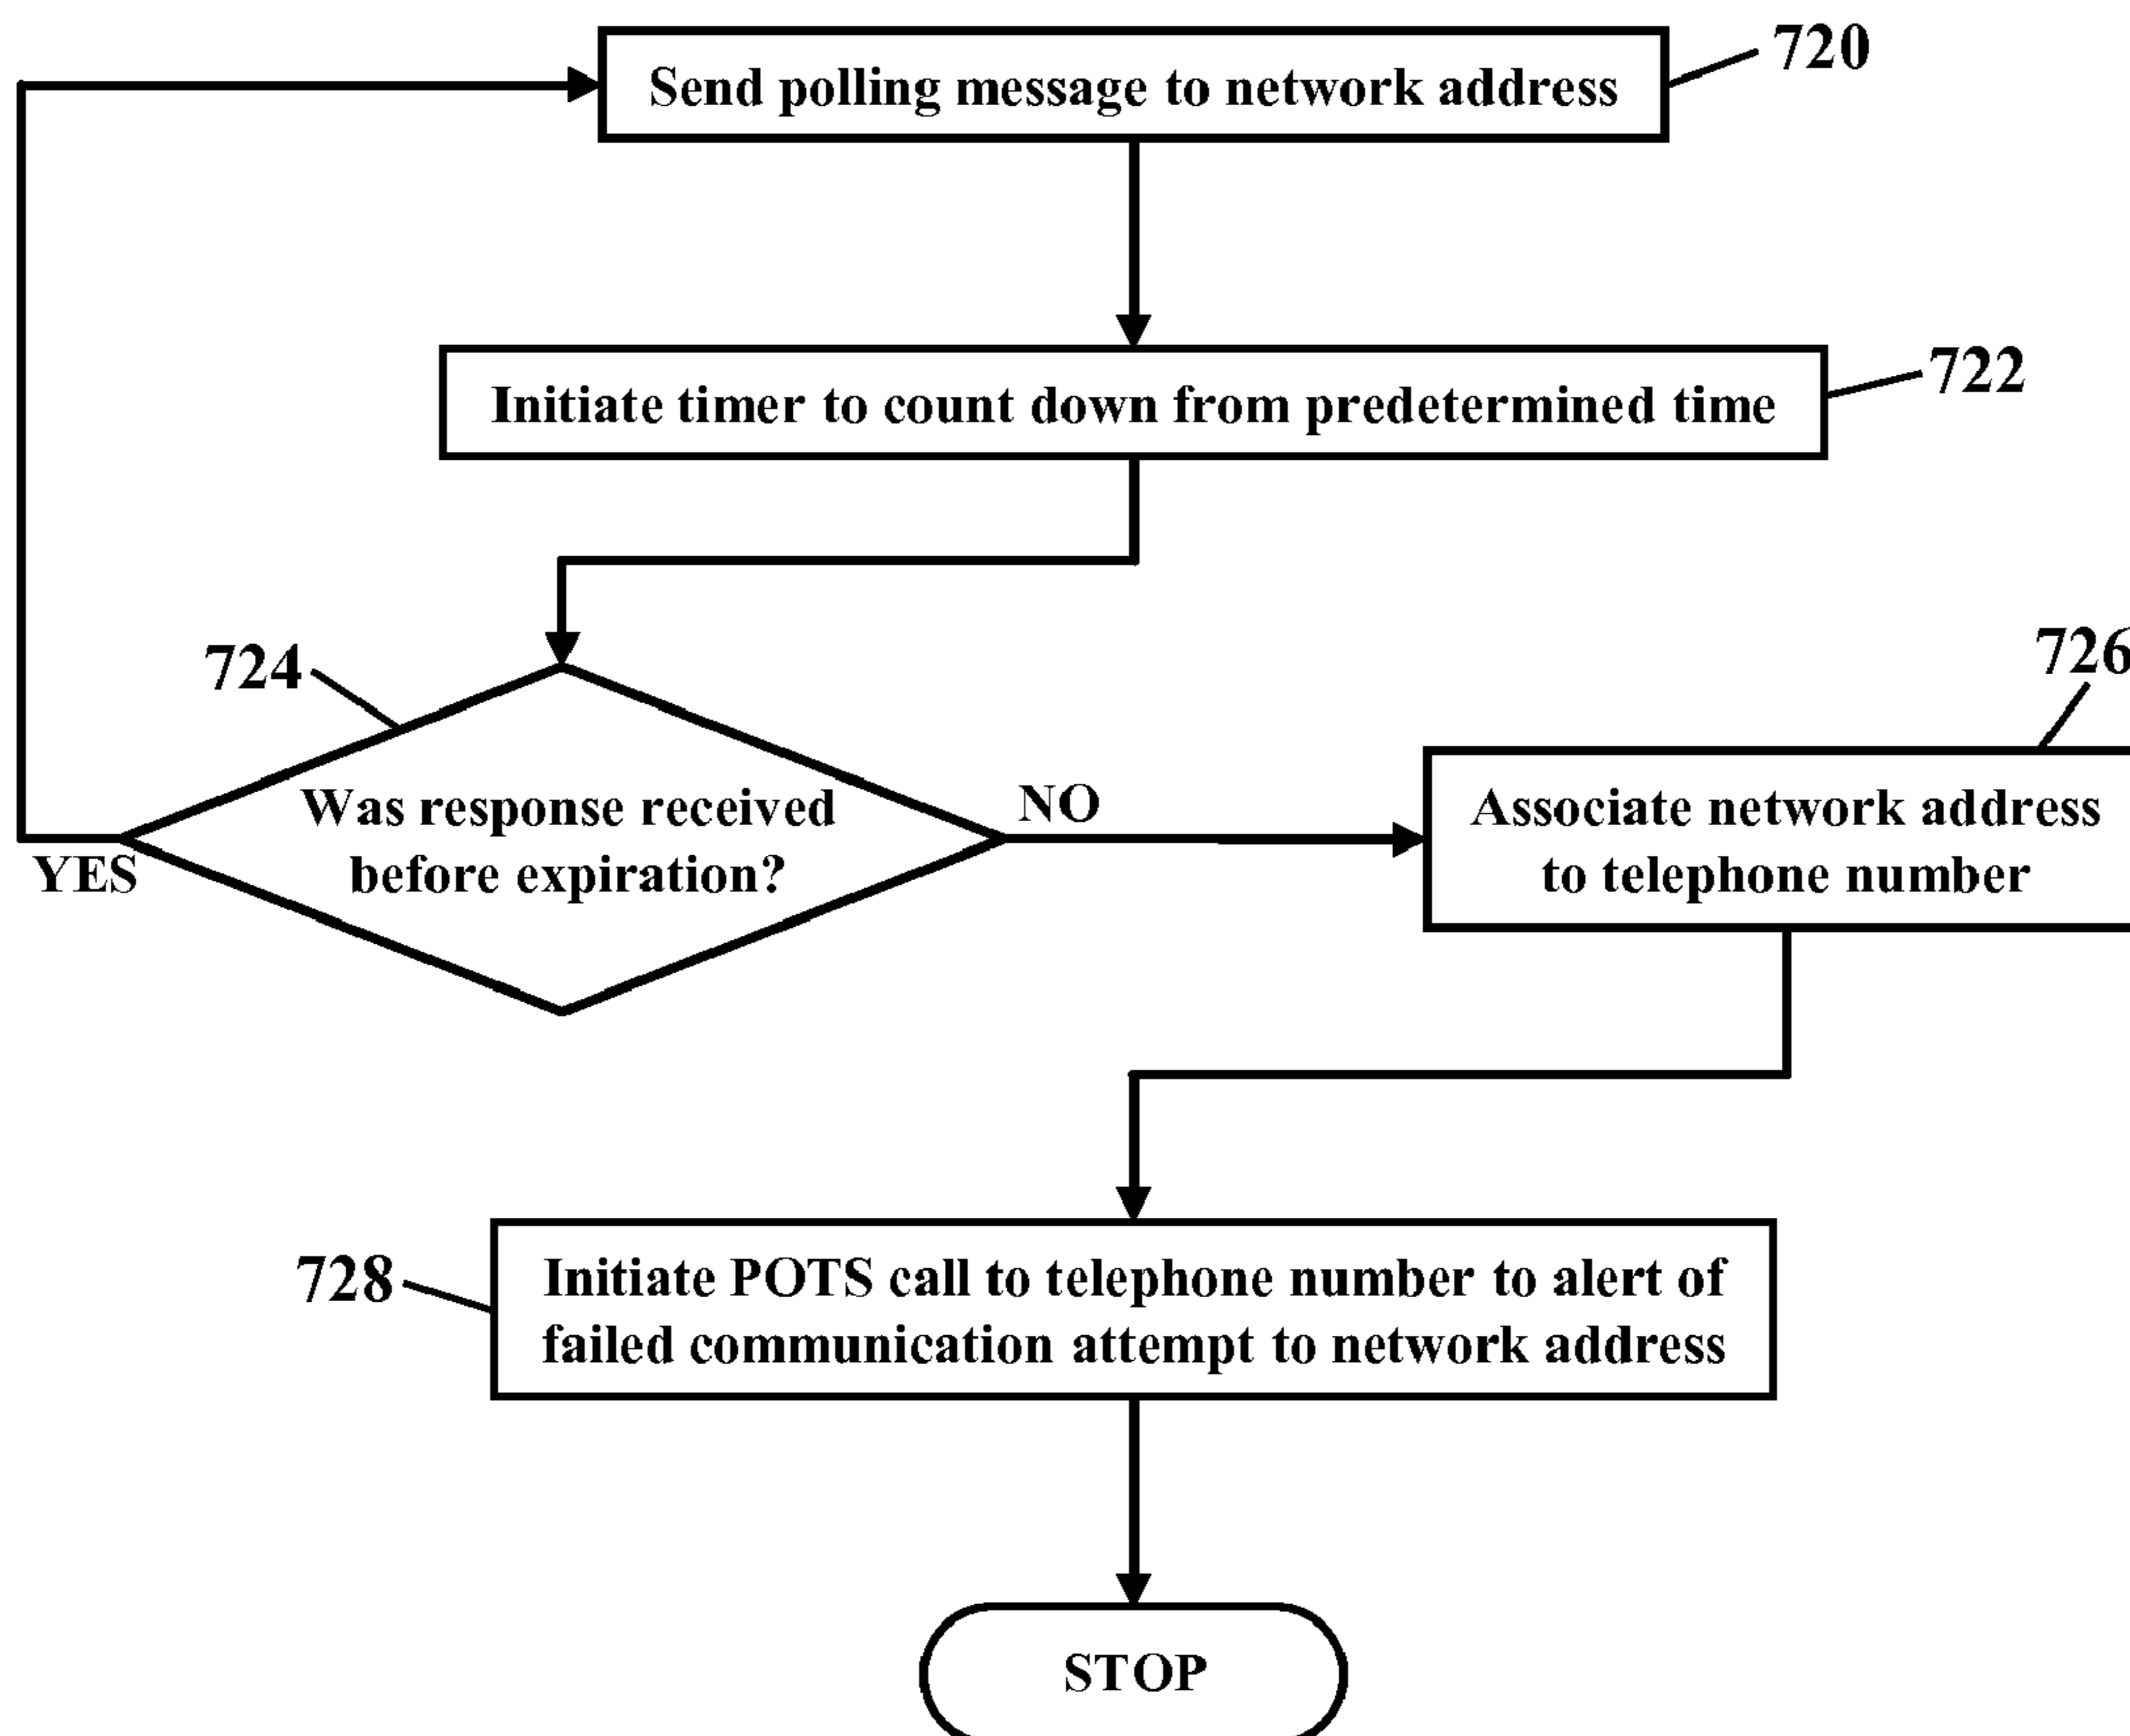 720
Send polling message to network address
722
Initiate timer to count down from predetermined time
724
726
Was response received
before expiration?
YES
NO
Associate network address
to telephone number
728
Initiate POTS call to telephone number to alert of
failed communication attempt to network address
STOP